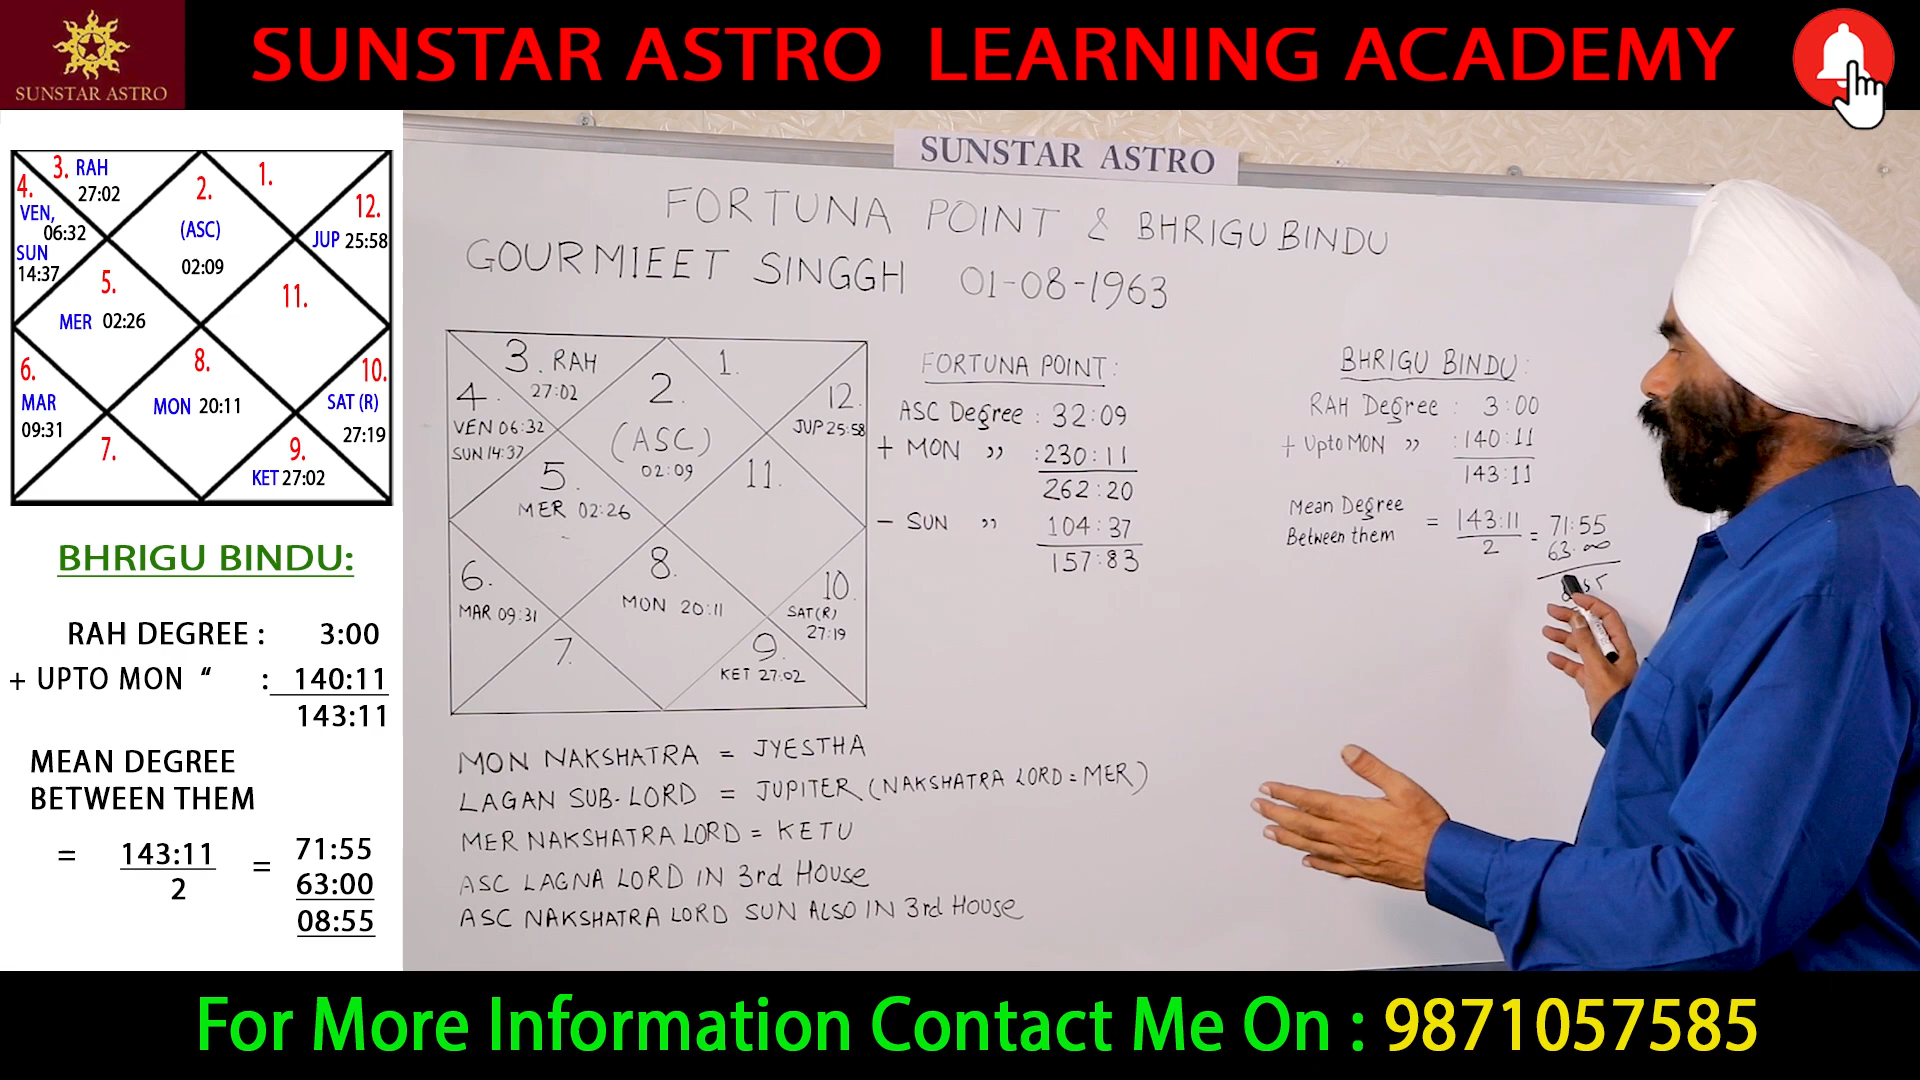 SUNSTAR ASTRO LEARNING ACADEMY
SUNSTAR ASTRO
3. RAH
27:02
4.
VEN,
06:32
SUN
14:37
2.
(ASC)
02:09
1.
12.
JUP 25:58
5.
MER 02:26
11.
6.
MAR
09:31
8.
MON 20:11
10.
SAT (R)
27:19
7.
9.
KET 27:02
BHRIGU BINDU:
RAH DEGREE : 3:00
+ UPTO MON “ : 140:11
143:11
MEAN DEGREE
BETWEEN THEM
= 143:11 = 71:55
2 63:00
08:55
SUNSTAR ASTRO
FORTUNA POINT & BHRIGU BINDU
GOURMIEET SINGGH 01-08-1963
3. RAH
27:02
4.
VEN 06:32
SUN 14:37
2.
(ASC)
02:09
1.
12.
JUP 25:58
5.
MER 02:26
11.
6.
MAR 09:31
8.
MON 20:11
10.
SAT(R)
27:19
7.
9.
KET 27:02
FORTUNA POINT:
ASC Degree : 32:09
+ MON ,, : 230:11
262:20
- SUN ,, 104:37
157:83
BHRIGU BINDU:
RAH Degree : 3:00
+ Upto MON ,, : 140:11
143:11
Mean Degree
Between them = 143:11 = 71:55
2 63:00
MON NAKSHATRA = JYESTHA
LAGAN SUB-LORD = JUPITER (NAKSHATRA LORD = MER)
MER NAKSHATRA LORD = KETU
ASC LAGNA LORD IN 3rd House
ASC NAKSHATRA LORD SUN ALSO IN 3rd House
For More Information Contact Me On : 9871057585